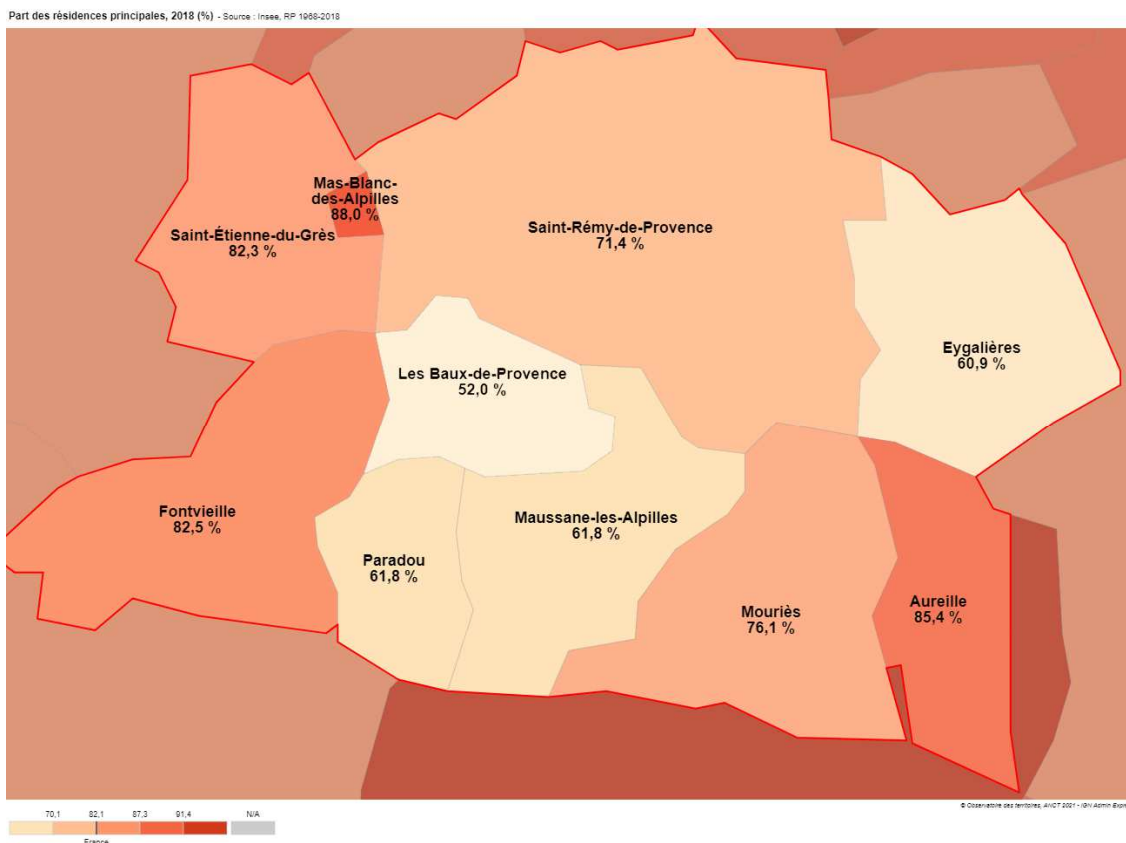 Part des résidences principales, 2018 (%) - Source : Insee, RP 1968-2018
Mas-Blanc-
des-Alpilles
88,0 %
Saint-Étienne-du-Grès
82,3 %
Saint-Rémy-de-Provence
71,4 %
Eygalières
60,9 %
Les Baux-de-Provence
52,0 %
Fontvieille
82,5 %
Maussane-les-Alpilles
61,8 %
Paradou
61,8 %
Mouriès
76,1 %
Aureille
85,4 %
© Observatoire des territoires, ANCT 2021 - IGN Admin Expr
70,1 82,1 87,3 91,4 N/A
France